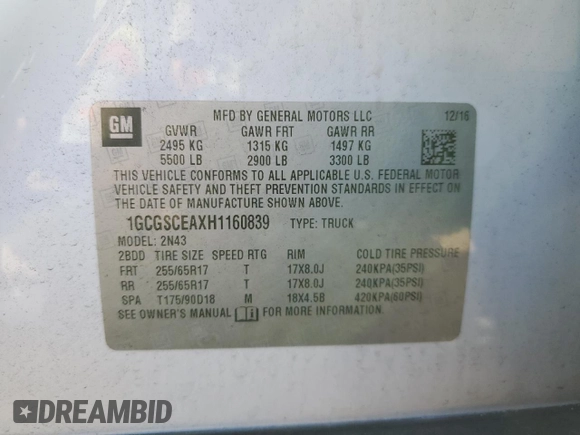 GM
MFD BY GENERAL MOTORS LLC 12/16
GVWR GAWR FRT GAWR RR
2495 KG 1315 KG 1497 KG
5500 LB 2900 LB 3300 LB
THIS VEHICLE CONFORMS TO ALL APPLICABLE U.S. FEDERAL MOTOR
VEHICLE SAFETY AND THEFT PREVENTION STANDARDS IN EFFECT ON
THE DATE OF MANUFACTURE SHOWN ABOVE.
1GCGSCEAXH1160839 TYPE: TRUCK
MODEL: 2N43
2BDD TIRE SIZE SPEED RTG RIM COLD TIRE PRESSURE
FRT 255/65R17 T 17X8.0J 240KPA(35PSI)
RR 255/65R17 T 17X8.0J 240KPA(35PSI)
SPA T175/90D18 M 18X4.5B 420KPA(60PSI)
SEE OWNER'S MANUAL FOR MORE INFORMATION.
DREAMBID